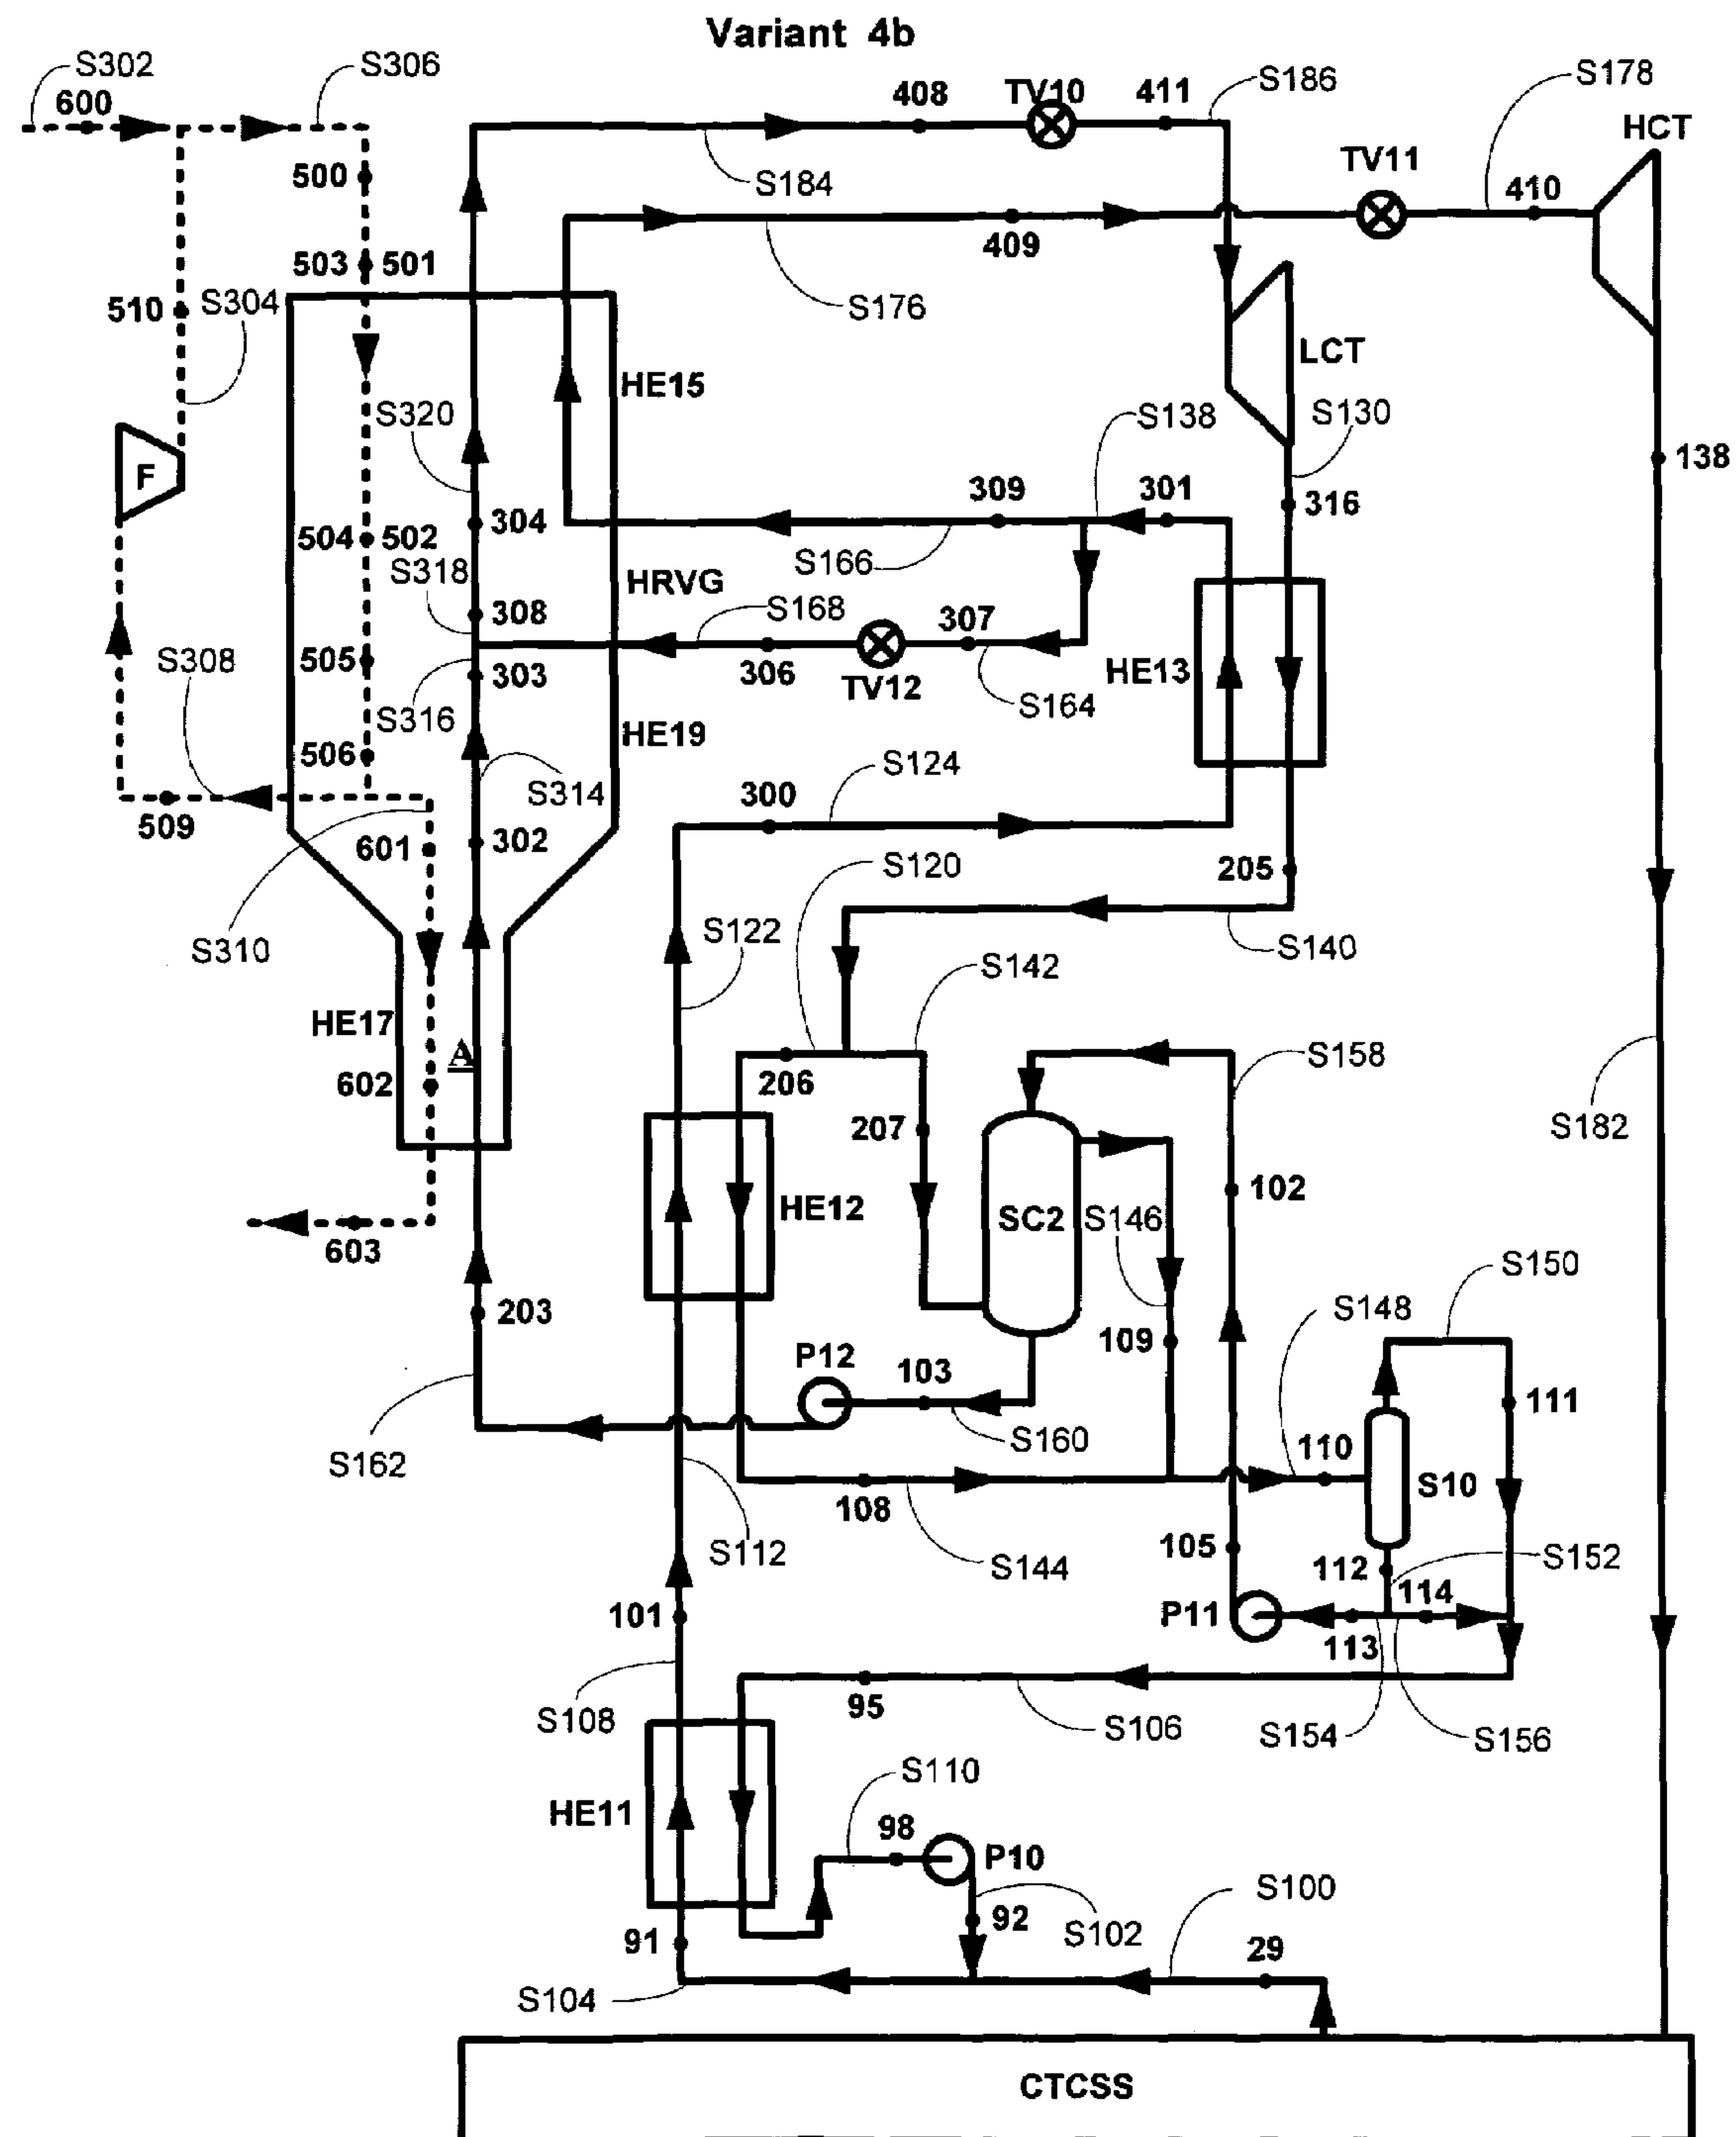 Variant 4b
S302
S306
S186
S178
600
408
TV10
411
HCT
TV11
500
S184
410
503
501
409
510
S304
S176
LCT
HE15
S320
S138
S130
F
138
309
301
316
304
504
502
S318
S166
HRVG
S168
307
308
S308
505
306
HE13
303
TV12
S164
S316
HE19
506
S124
S314
300
509
601
302
S120
205
S122
S310
S142
S140
HE17
A
S158
206
602
207
S182
102
HE12
SC2
S146
603
S150
203
S148
109
P12
103
111
110
S160
S162
S10
108
105
S112
S144
112
S152
114
101
P11
113
95
S108
S106
S154
S156
S110
HE11
98
P10
S100
92
91
S102
29
S104
CTCSS